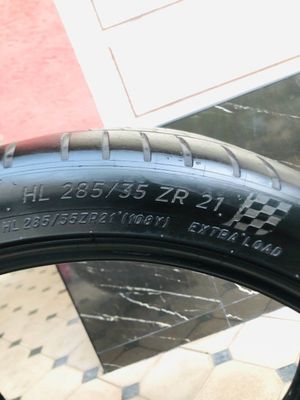 HL 285/35 ZR 21
HL 285/35ZR21 (108Y) EXTRA LOAD